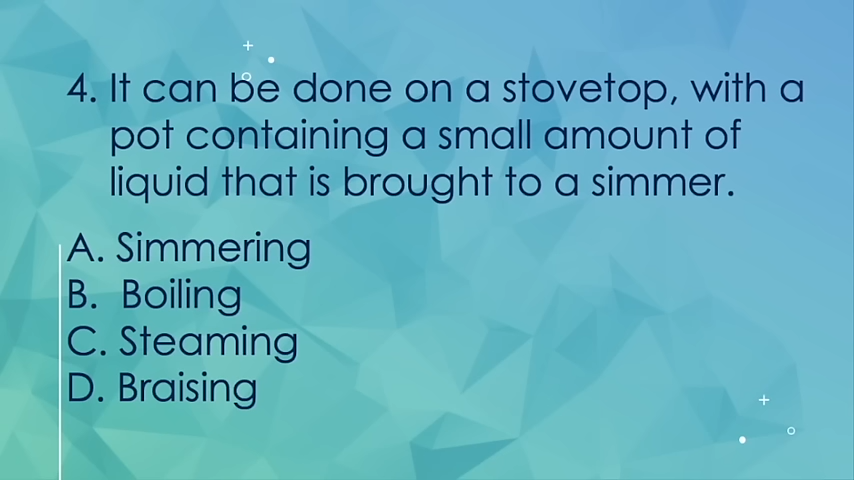 4. It can be done on a stovetop, with a
pot containing a small amount of
liquid that is brought to a simmer.
A. Simmering
B. Boiling
C. Steaming
D. Braising